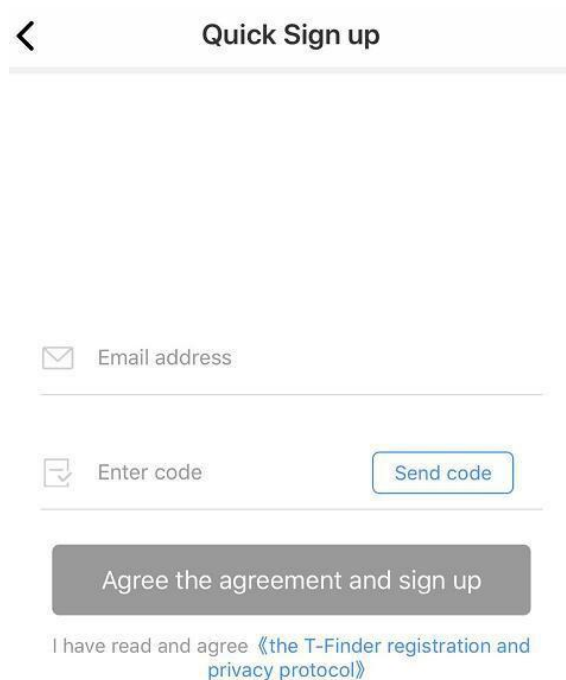 Quick Sign up
Email address
Enter code
Send code
Agree the agreement and sign up
I have read and agree《the T-Finder registration and
privacy protocol》